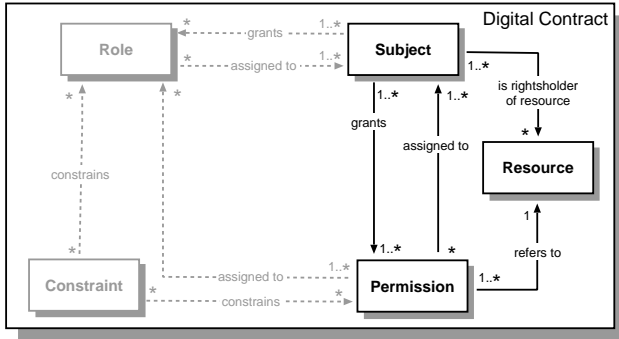 Digital Contract
* grants 1..*
Role
Subject
* assigned to 1..*
1..*
* * 1..* 1..*
is rightsholder
of resource
grants
assigned to
*
Resource
constrains
1
* 1..* *
refers to
1..*
assigned to
Constraint
Permission
1..*
* constrains *